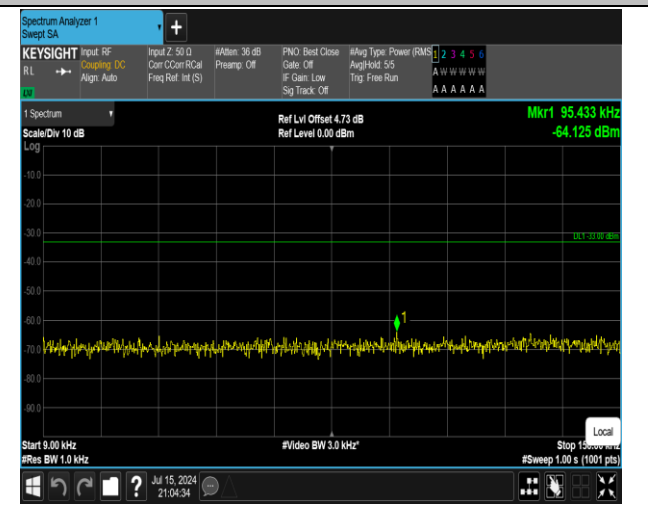 Spectrum Analyzer 1
Swept SA
+
KEYSIGHT
RL
Input: RF
Coupling: DC
Align: Auto
Input Z: 50 Ω
Corr CCorr RCal
Freq Ref: Int (S)
#Atten: 36 dB
Preamp: Off
PNO: Best Close
Gate: Off
IF Gain: Low
Sig Track: Off
#Avg Type: Power (RMS
Avg|Hold: 5/5
Trig: Free Run
1 2 3 4 5 6
A W W W W W
A A A A A A
1 Spectrum
Ref Lvl Offset 4.73 dB
Mkr1 95.433 kHz
Scale/Div 10 dB
Ref Level 0.00 dBm
-64.125 dBm
Log
-10.0
-20.0
-30.0
DL1 -33.00 dBm
-40.0
-50.0
-60.0
1
-70.0
-80.0
-90.0
Local
Start 9.00 kHz
#Video BW 3.0 kHz*
Stop
#Res BW 1.0 kHz
#Sweep 1.00 s (1001 pts)
?
Jul 15, 2024
21:04:34